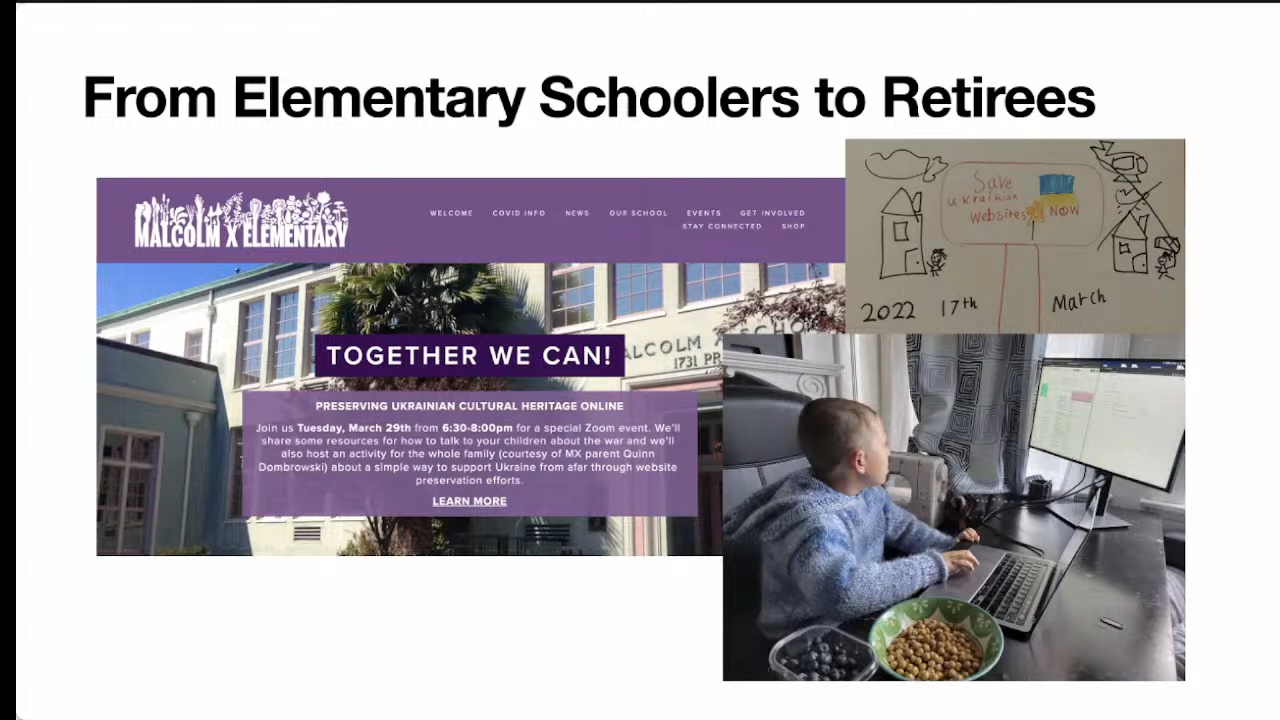 From Elementary Schoolers to Retirees
MALCOLM X ELEMENTARY
WELCOME COVID INFO NEWS OUR SCHOOL EVENTS GET INVOLVED
STAY CONNECTED SHOP
TOGETHER WE CAN!
PRESERVING UKRAINIAN CULTURAL HERITAGE ONLINE
Join us Tuesday, March 29th from 6:30-8:00pm for a special Zoom event. We'll
share some resources for how to talk to your children about the war and we'll
also host an activity for the whole family (courtesy of MX parent Quinn
Dombrowski) about a simple way to support Ukraine from afar through website
preservation efforts.
LEARN MORE
ALCOLM X SCHO
1731 PR
Save
ukrainian
websites NOW
2022 17th March